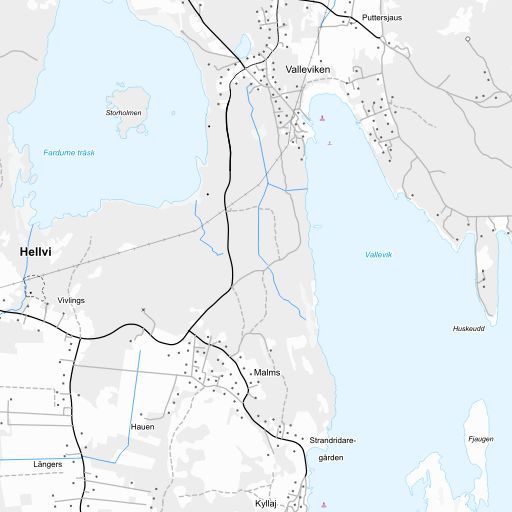 Puttersjaus
Valleviken
Storholmen
Fardume träsk
Hellvi
Vallevik
Vivlings
Huskeudd
Malms
Hauen
Fjaugen
Strandridare-
gården
Längers
Kyllaj